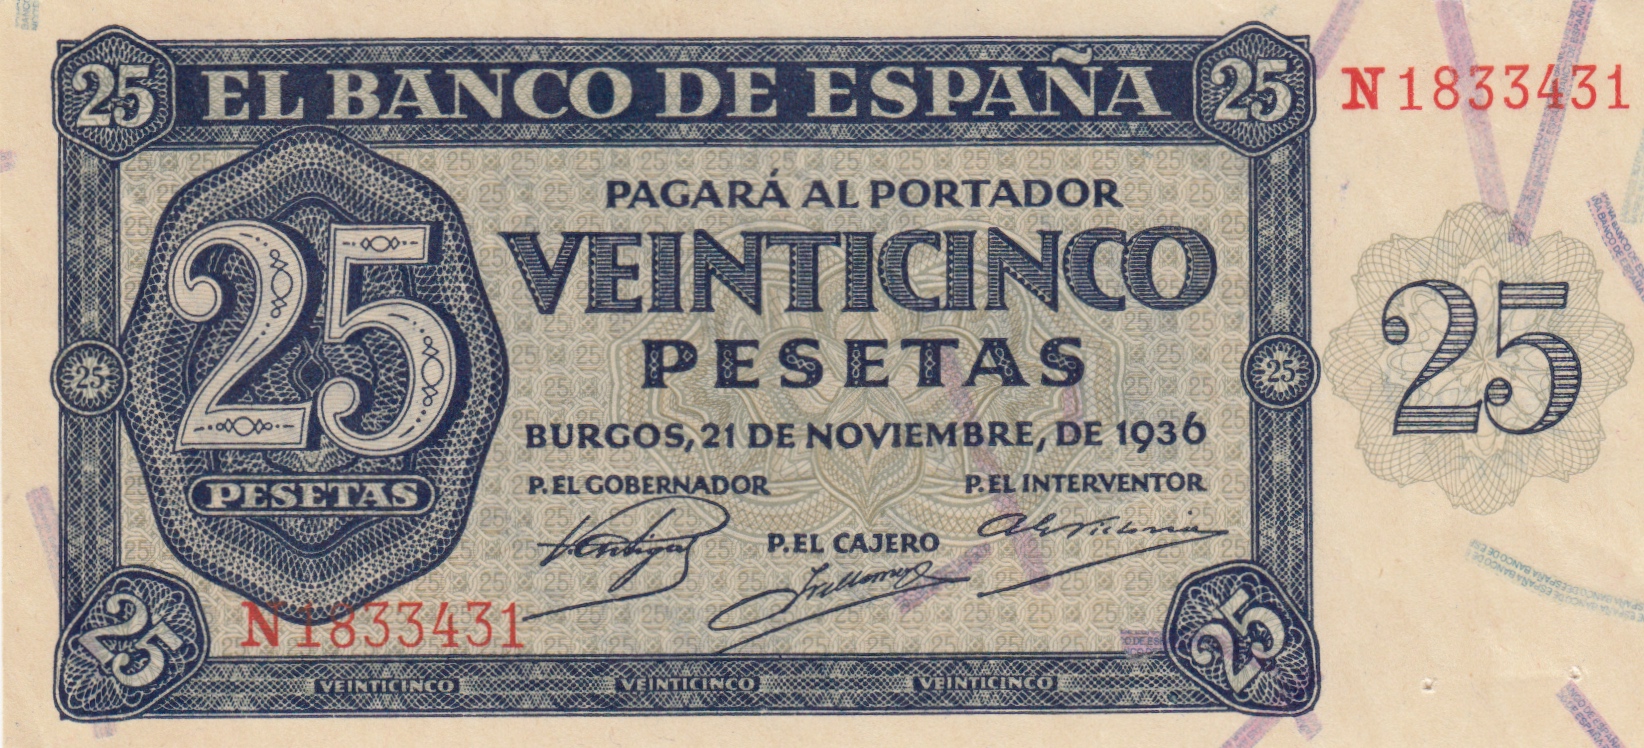 25 EL BANCO DE ESPAÑA 25
N1833431
PAGARÁ AL PORTADOR
VEINTICINCO
PESETAS
25
PESETAS
25
25
25
BURGOS, 21 DE NOVIEMBRE, DE 1936
P. EL GOBERNADOR
P. EL INTERVENTOR
P. EL CAJERO
N1833431
25
25
VEINTICINCO VEINTICINCO VEINTICINCO